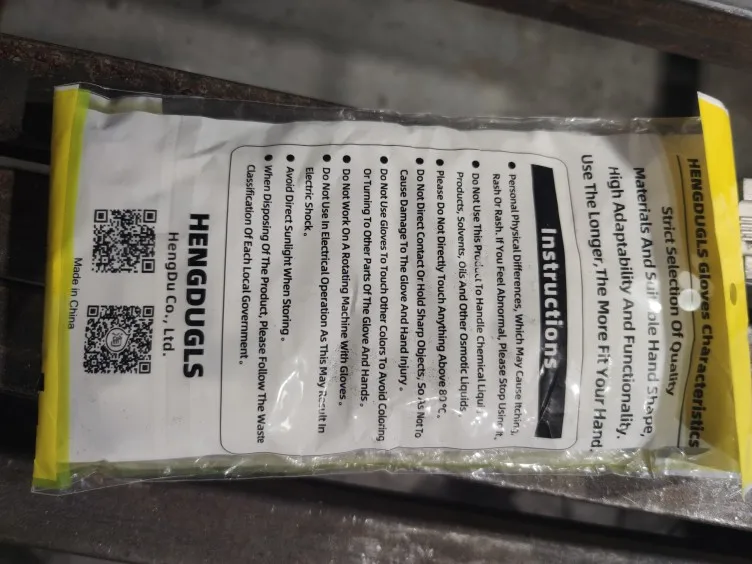 HENGDUGLS Gloves Characteristics
Strict Selection Of Quality
Materials And Suitable Hand Shape,
High Adaptability And Functionality.
Use The Longer,The More Fit Your Hand.
Instructions
● Personal Physical Differences, Which May Cause Itching,
Rash Or Rash. If You Feel Abnormal, Please Stop Using It.
● Do Not Use This Product To Handle Chemical
Products, Solvents, Oils And Other Osmotic Liquids
● Please Do Not Directly Touch Anything Above 80 ℃。
● Do Not Direct Contact Or Hold Sharp Objects, So As Not To
Cause Damage To The Glove And Hand Injury。
● Do Not Use Gloves To Touch Other Colors To Avoid Coloring
Or Turning To Other Parts Of The Glove And Hands。
● Do Not Work On A Rotating Machine With Gloves。
● Do Not Use In Electrical Operation As This May Result In
Electric Shock。
● Avoid Direct Sunlight When Storing。
● When Disposing Of The Product, Please Follow The Waste
Classification Of Each Local Government。
HENGDUGLS
HengDu Co., Ltd.
Made in China